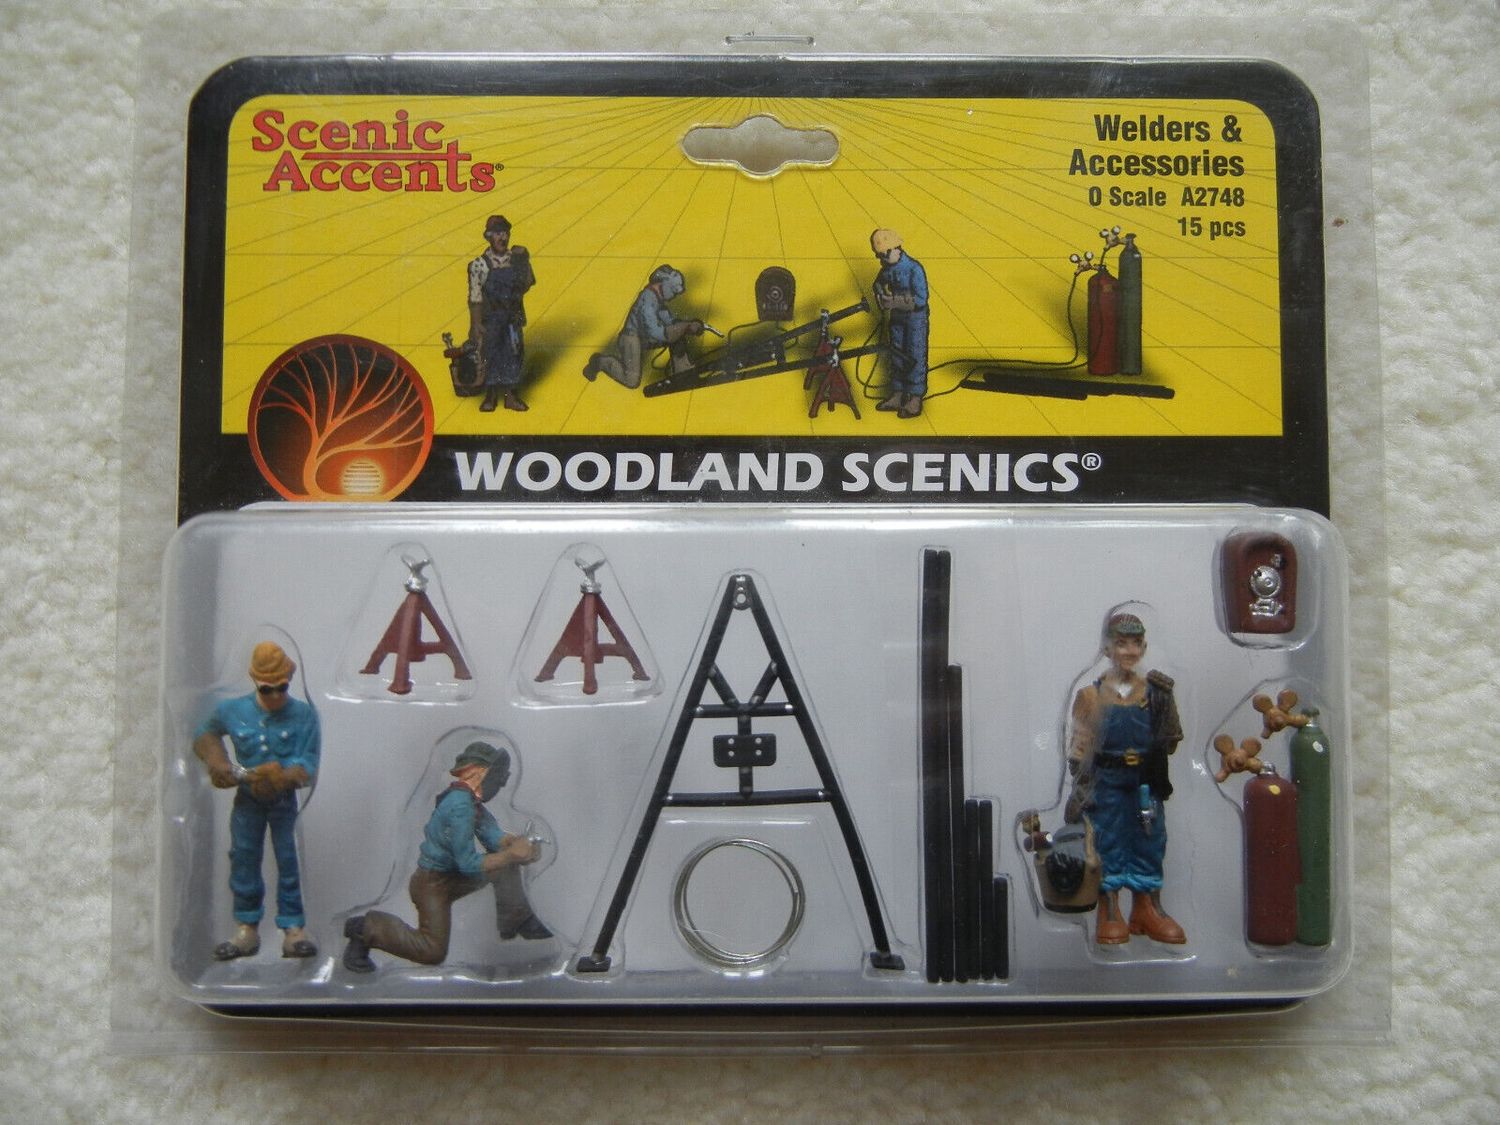 Scenic
Accents®
Welders &
Accessories
O Scale A2748
15 pcs
WOODLAND SCENICS®